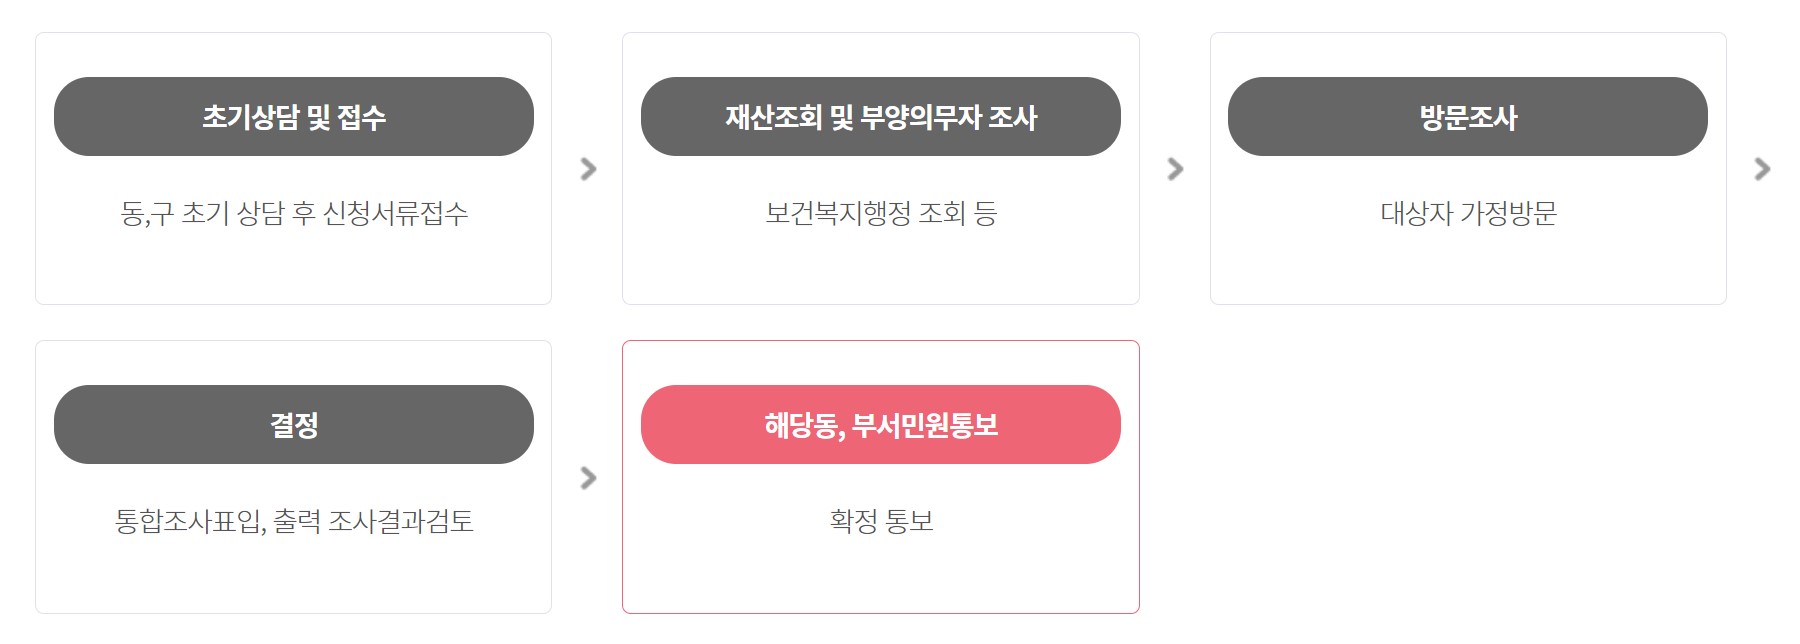 초기상담 및 접수
동,구 초기 상담 후 신청서류접수
재산조회 및 부양의무자 조사
보건복지행정 조회 등
방문조사
대상자 가정방문
결정
통합조사표입, 출력 조사결과검토
해당동, 부서민원통보
확정 통보